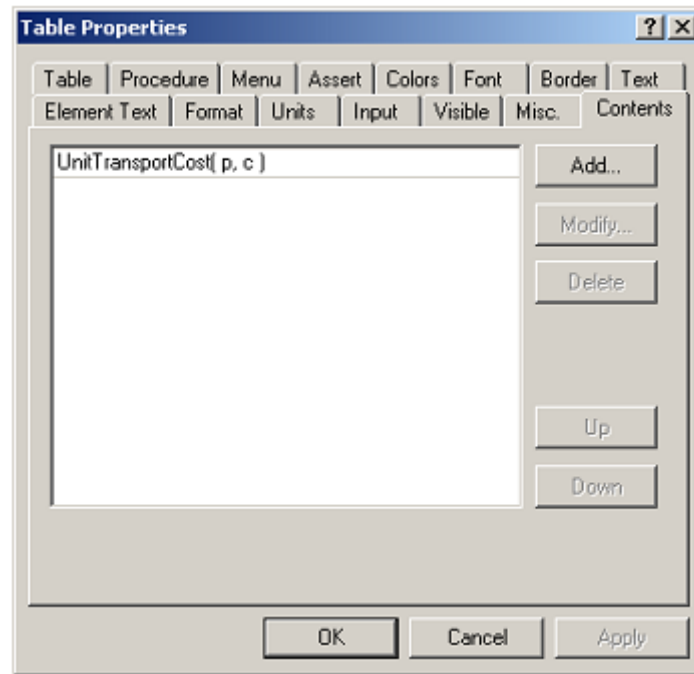 Table Properties
Table Procedure Menu Assert Colors Font Border Text
Element Text Format Units Input Visible Misc. Contents
UnitTransportCost( p, c )
Add...
Modify...
Delete
Up
Down
OK Cancel Apply